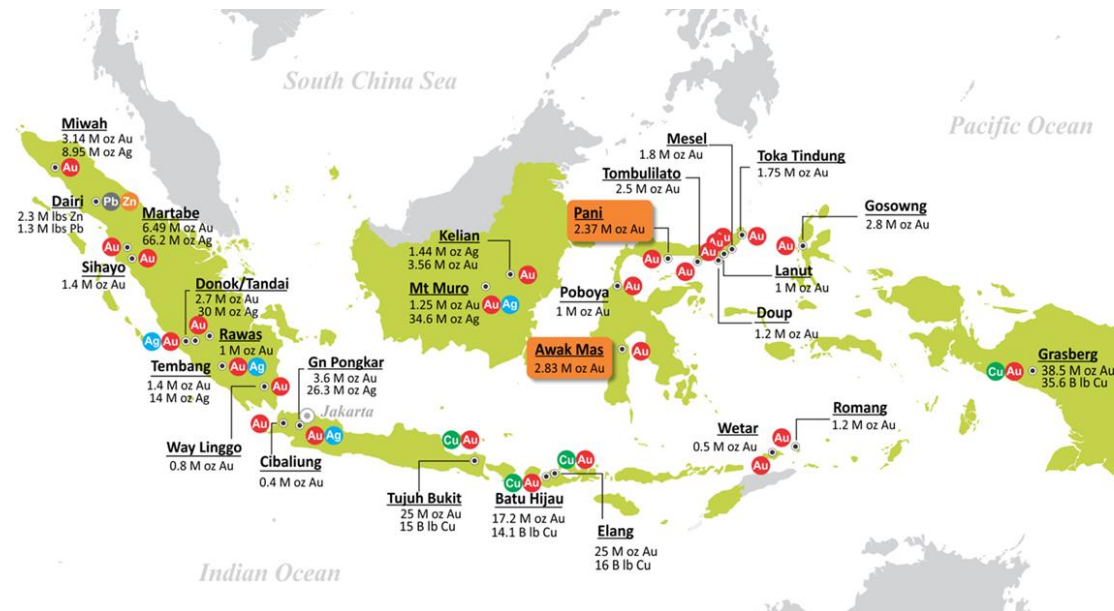 South China Sea
Pacific Ocean
Miwah
3.14 M oz Au
8.95 M oz Ag
Au
Dairi
2.3 M lbs Zn
1.3 M lbs Pb
Pb Zn
Martabe
6.49 M oz Au
66.2 M oz Ag
Au
Au
Sihayo
1.4 M oz Au
Donok/Tandai
2.7 M oz Au
30 M oz Ag
Au
Ag Au
Rawas
1 M oz Au
Tembang
1.4 M oz Au
14 M oz Ag
Au Ag
Au
Way Linggo
0.8 M oz Au
Gn Pongkar
3.6 M oz Au
26.3 M oz Ag
Jakarta
Au
Au Ag
Cibaliung
0.4 M oz Au
Kelian
1.44 M oz Ag
3.56 M oz Au
Au
Mt Muro
1.25 M oz Au
34.6 M oz Ag
Au Ag
Pani
2.37 M oz Au
Au
Mesel
1.8 M oz Au
Tombulilato
2.5 M oz Au
Toka Tindung
1.75 M oz Au
Au
Au
Au
Au
Au
Gosowng
2.8 M oz Au
Au
Lanut
1 M oz Au
Doup
1.2 M oz Au
Poboya
1 M oz Au
Au
Awak Mas
2.83 M oz Au
Au
Grasberg
38.5 M oz Au
35.6 B lb Cu
Cu Au
Romang
1.2 M oz Au
Au
Wetar
0.5 M oz Au
Au
Cu Au
Tujuh Bukit
25 M oz Au
15 B lb Cu
Cu Au
Batu Hijau
17.2 M oz Au
14.1 B lb Cu
Cu Au
Elang
25 M oz Au
16 B lb Cu
Indian Ocean